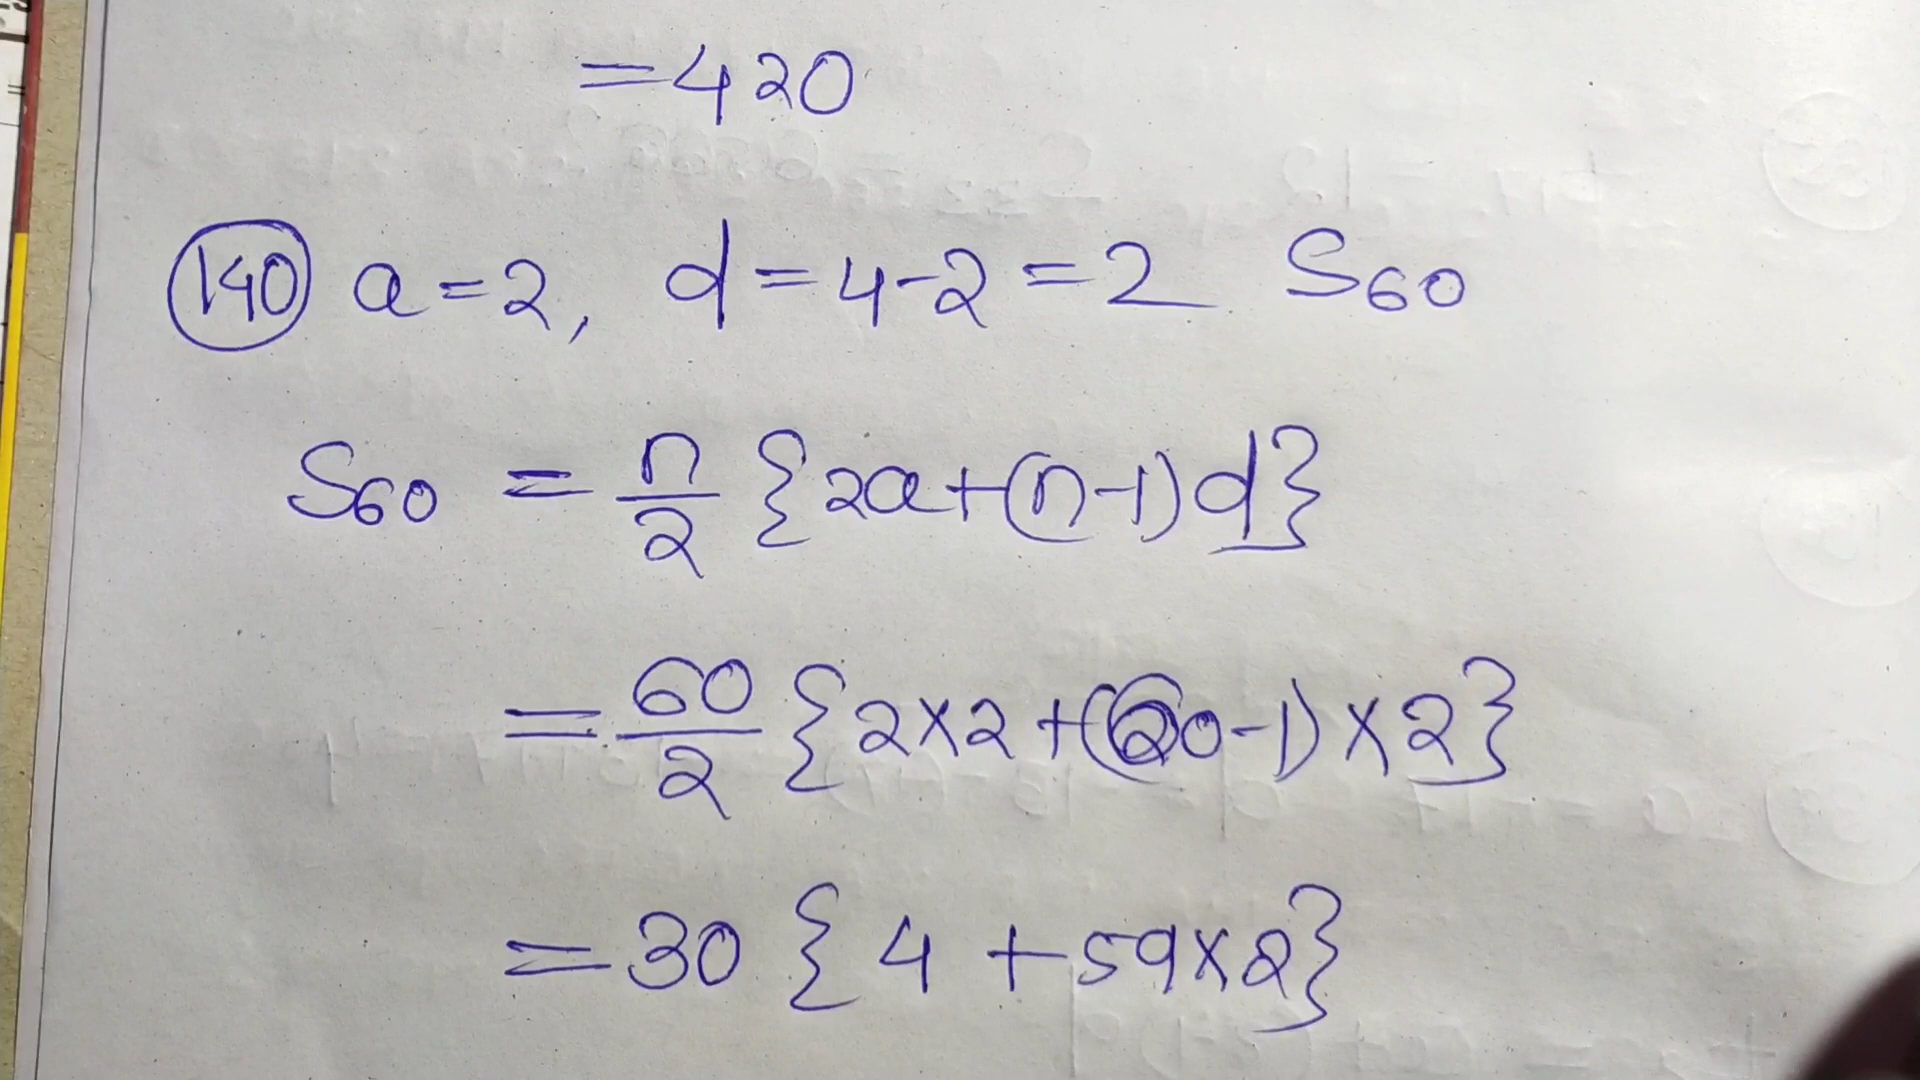 =420
140 a=2, d=4-2=2 S60
S60 = n/2 {2a+(n-1)d}
= 60/2 {2×2+(60-1)×2}
=30 {4+59×2}